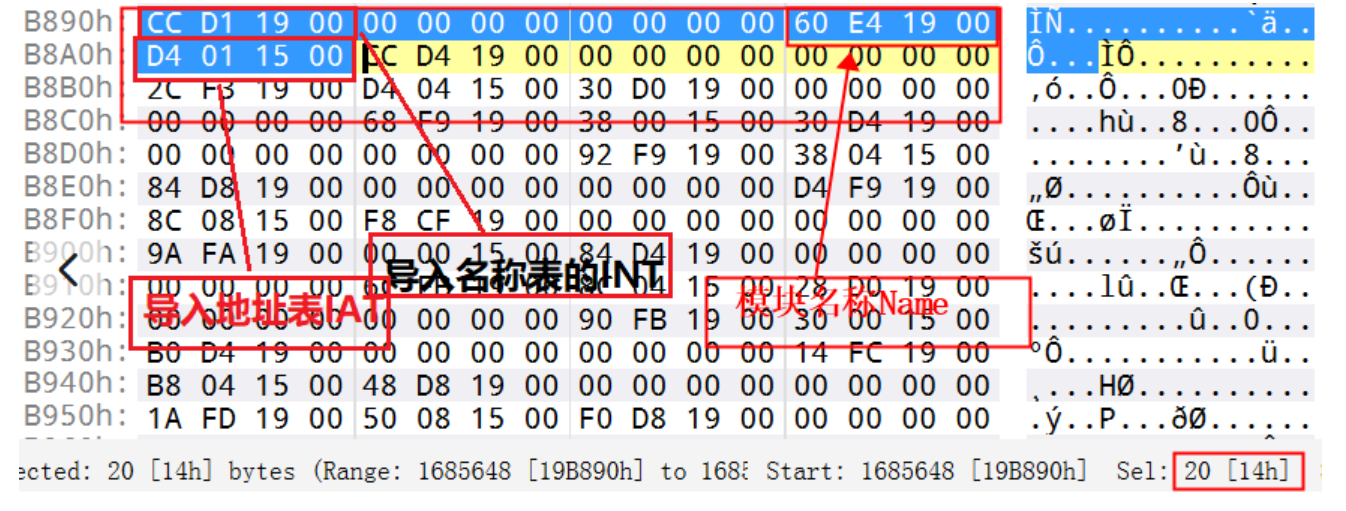 B890h: CC D1 19 00 00 00 00 00 00 00 00 00 60 E4 19 00 ÌÑ..........`ä..
B8A0h: D4 01 15 00 CC D4 19 00 00 00 00 00 00 00 00 00 Ô...ÌÔ..........
B8B0h: 2C F3 19 00 D4 04 15 00 30 D0 19 00 00 00 00 00 ,ó..Ô...0Ð......
B8C0h: 00 00 00 00 68 F9 19 00 38 00 15 00 30 D4 19 00 ....hù..8...0Ô..
B8D0h: 00 00 00 00 00 00 00 00 92 F9 19 00 38 04 15 00 ........'ù..8...
B8E0h: 84 D8 19 00 00 00 00 00 00 00 00 00 D4 F9 19 00 „Ø..........Ôù..
B8F0h: 8C 08 15 00 F8 CF 19 00 00 00 00 00 00 00 00 00 Œ...øÏ..........
B900h: 9A FA 19 00 00 00 15 00 84 D4 19 00 00 00 00 00 šú......„Ô......
导入名称表的INT
B910h: 00 00 00 00 6C FB 19 00 8C 04 15 00 28 D0 19 00 ....lû..Œ...(Ð..
导入地址表IAT
模块名称Name
B920h: 00 00 00 00 00 00 00 00 90 FB 19 00 30 00 15 00 .........û..0...
B930h: B0 D4 19 00 00 00 00 00 00 00 00 00 14 FC 19 00 °Ô...........ü..
B940h: B8 04 15 00 48 D8 19 00 00 00 00 00 00 00 00 00 ¸...HØ..........
B950h: 1A FD 19 00 50 08 15 00 F0 D8 19 00 00 00 00 00 .ý..P...ðØ......
ected: 20 [14h] bytes (Range: 1685648 [19B890h] to 168 Start: 1685648 [19B890h] Sel: 20 [14h]